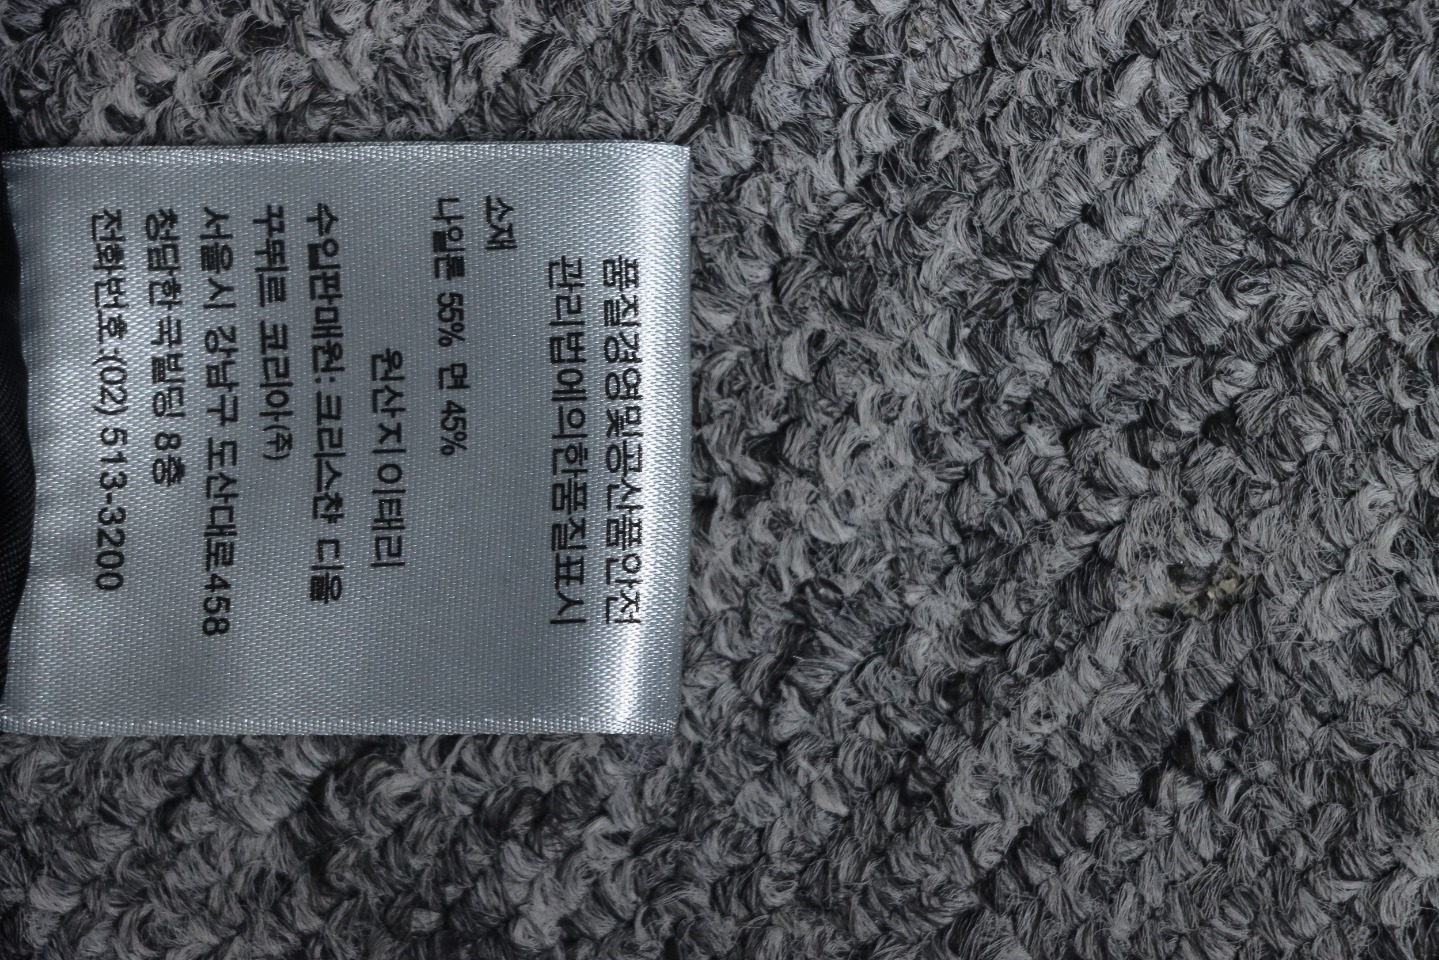 품질경영및공산품안전
관리법에의한품질표시
소재
나일론 55% 면 45%
원산지이태리
수입판매원: 크리스챤 디올
꾸뛰르 코리아(주)
서울시 강남구 도산대로458
청담한국빌딩 8층
전화번호:(02) 513-3200